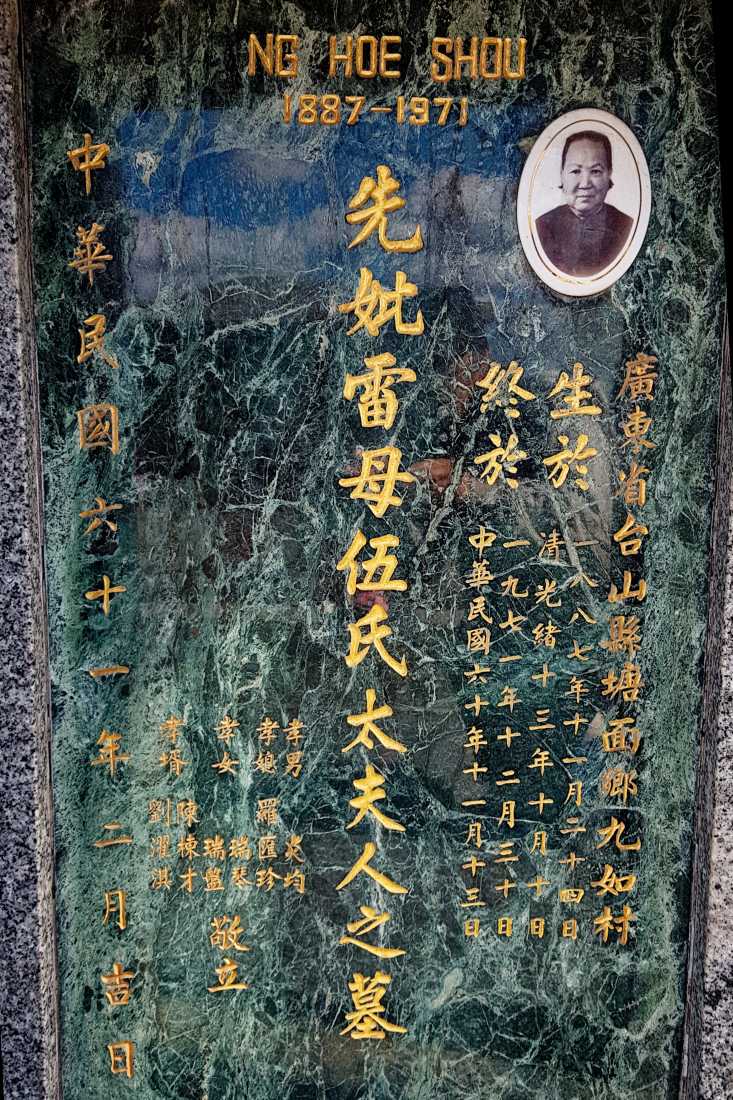 NG HOE SHOU
1887-1971
廣東省台山縣塘面鄉九如村
生於
一八八七年十一月二十四日
清光緒十三年十月十日
終於
一九七一年十二月三十日
中華民國六十年十一月十三日
先妣雷母伍氏太夫人之墓
孝男 炎均
孝媳 羅匯珍
孝女 瑞琴
瑞盤
孝壻 陳棟才
劉濯淇
敬立
中華民國六十一年二月吉日